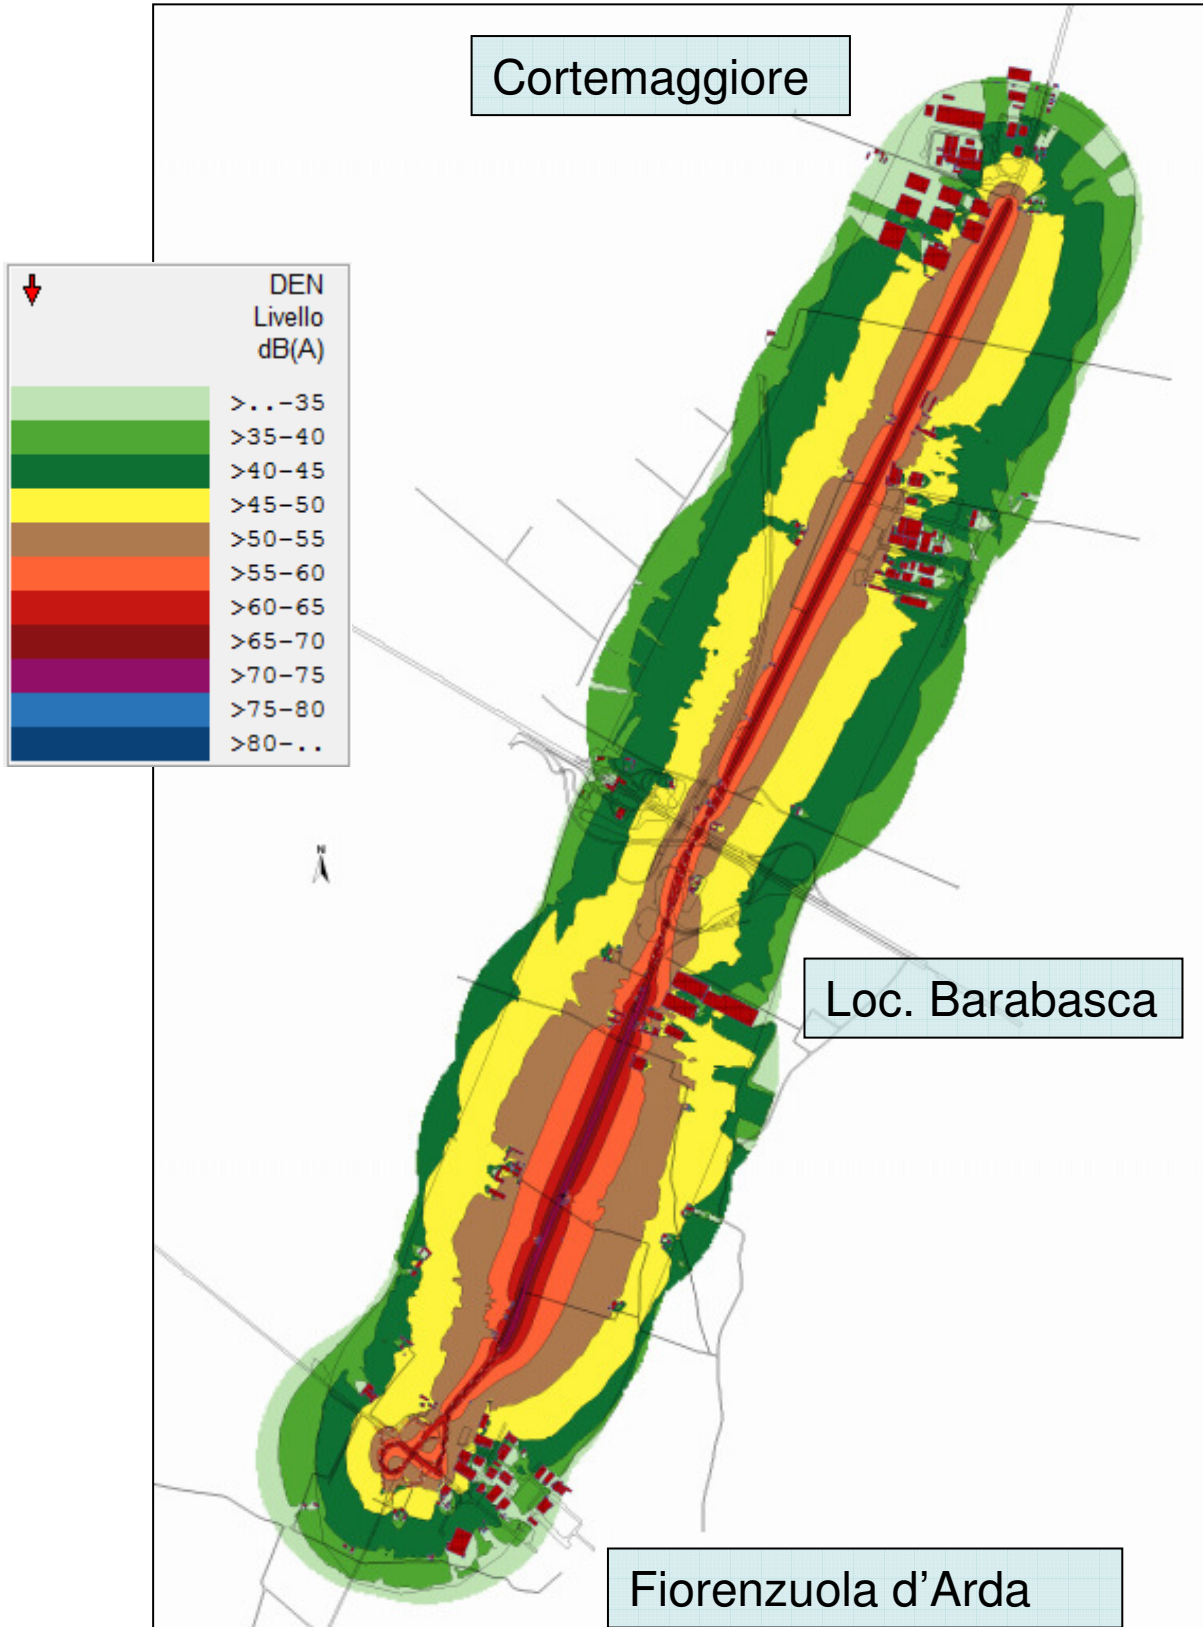 Cortemaggiore
DEN
Livello
dB(A)
>..-35
>35-40
>40-45
>45-50
>50-55
>55-60
>60-65
>65-70
>70-75
>75-80
>80-..
N
Loc. Barabasca
Fiorenzuola d'Arda